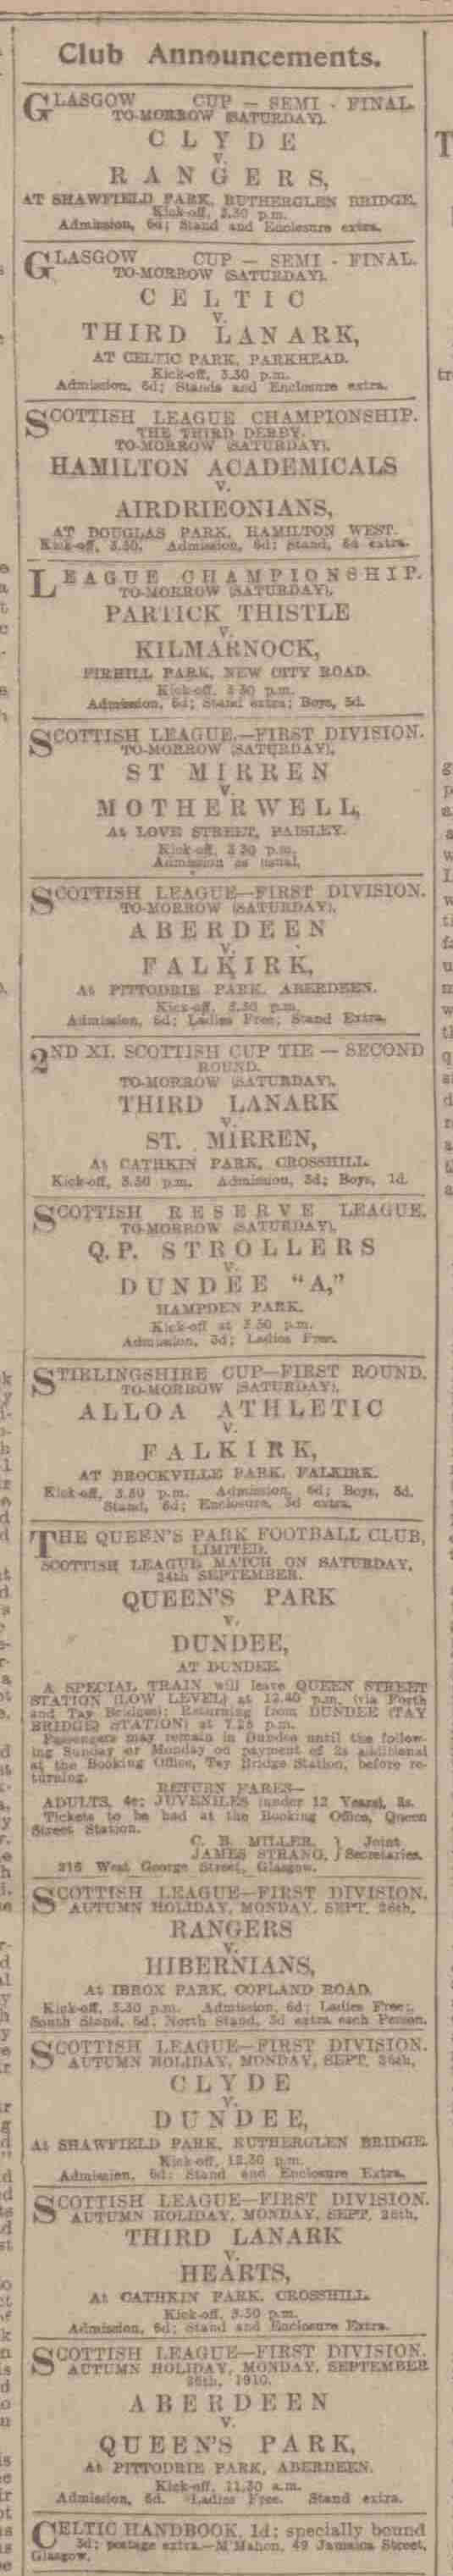 Club Announcements.
GLASGOW CUP — SEMI - FINAL.
TO-MORROW (SATURDAY).
CLYDE
V.
RANGERS,
AT SHAWFIELD PARK, RUTHERGLEN BRIDGE.
Kick-off, 3.30 p.m.
Admission, 6d; Stand and Enclosure extra.
GLASGOW CUP — SEMI - FINAL.
TO-MORROW (SATURDAY).
CELTIC
V.
THIRD LANARK,
AT CELTIC PARK, PARKHEAD.
Kick-off, 3.30 p.m.
Admission, 6d; Stands and Enclosure extra.
SCOTTISH LEAGUE CHAMPIONSHIP.
THE THIRD DERBY.
TO-MORROW (SATURDAY),
HAMILTON ACADEMICALS
V.
AIRDRIEONIANS,
AT DOUGLAS PARK, HAMILTON WEST.
Kick-off, 3.30. Admission, 6d; Stand, 6d extra.
LEAGUE CHAMPIONSHIP.
TO-MORROW (SATURDAY),
PARTICK THISTLE
V.
KILMARNOCK,
FIRHILL PARK, NEW CITY ROAD.
Kick-off, 3.30 p.m.
Admission, 6d; Stand extra; Boys, 3d.
SCOTTISH LEAGUE.—FIRST DIVISION.
TO-MORROW (SATURDAY),
ST MIRREN
V.
MOTHERWELL,
At LOVE STREET, PAISLEY.
Kick-off, 3.30 p.m.
Admission as usual.
SCOTTISH LEAGUE—FIRST DIVISION.
TO-MORROW (SATURDAY),
ABERDEEN
V.
FALKIRK,
At PITTODRIE PARK, ABERDEEN.
Kick-off, 3.30 p.m.
Admission, 6d; Ladies Free; Stand Extra.
2ND XI. SCOTTISH CUP TIE — SECOND
ROUND.
TO-MORROW (SATURDAY),
THIRD LANARK
V.
ST. MIRREN,
At CATHKIN PARK, CROSSHILL.
Kick-off, 3.30 p.m. Admission, 3d; Boys, 1d.
SCOTTISH RESERVE LEAGUE.
TO-MORROW (SATURDAY),
Q.P. STROLLERS
V.
DUNDEE "A,"
HAMPDEN PARK.
Kick-off at 3.30 p.m.
Admission, 3d; Ladies Free.
STIRLINGSHIRE CUP—FIRST ROUND.
TO-MORROW (SATURDAY),
ALLOA ATHLETIC
V.
FALKIRK,
AT BROCKVILLE PARK, FALKIRK.
Kick-off, 3.30 p.m. Admission, 6d; Boys, 3d.
Stand, 6d; Enclosure, 3d extra.
THE QUEEN'S PARK FOOTBALL CLUB,
LIMITED.
SCOTTISH LEAGUE MATCH ON SATURDAY,
24th SEPTEMBER.
QUEEN'S PARK
V.
DUNDEE,
AT DUNDEE.
A SPECIAL TRAIN will leave QUEEN STREET
STATION (LOW LEVEL) at 12.40 p.m. (via Forth
and Tay Bridges); Returning from DUNDEE (TAY
BRIDGE STATION) at 7.25 p.m.
Passengers may remain in Dundee until the follow-
ing Sunday or Monday on payment of 2s additional
at the Booking Office, Tay Bridge Station, before re-
turning.
RETURN FARES—
ADULTS, 4s; JUVENILES (under 12 Years), 2s.
Tickets to be had at the Booking Office, Queen
Street Station.
C. B. MILLER, } Joint
JAMES STRANG, } Secretaries.
216 West George Street, Glasgow.
SCOTTISH LEAGUE—FIRST DIVISION.
AUTUMN HOLIDAY, MONDAY, SEPT. 26th,
RANGERS
V.
HIBERNIANS,
At IBROX PARK, COPLAND ROAD.
Kick-off, 3.30 p.m. Admission, 6d; Ladies Free;
South Stand, 6d; North Stand, 3d extra each Person.
SCOTTISH LEAGUE—FIRST DIVISION.
AUTUMN HOLIDAY, MONDAY, SEPT. 26th,
CLYDE
V.
DUNDEE,
At SHAWFIELD PARK, RUTHERGLEN BRIDGE.
Kick-off, 12.30 p.m.
Admission, 6d; Stand and Enclosure Extra.
SCOTTISH LEAGUE—FIRST DIVISION.
AUTUMN HOLIDAY, MONDAY, SEPT. 26th,
THIRD LANARK
V.
HEARTS,
At CATHKIN PARK, CROSSHILL.
Kick-off, 3.30 p.m.
Admission, 6d; Stand and Enclosure Extra.
SCOTTISH LEAGUE—FIRST DIVISION.
AUTUMN HOLIDAY, MONDAY, SEPTEMBER
26th, 1910.
ABERDEEN
V.
QUEEN'S PARK,
At PITTODRIE PARK, ABERDEEN.
Kick-off, 11.30 a.m.
Admission, 6d. Ladies Free. Stand extra.
CELTIC HANDBOOK, 1d; specially bound
3d; postage extra—M'Mahon, 49 Jamaica Street,
Glasgow.